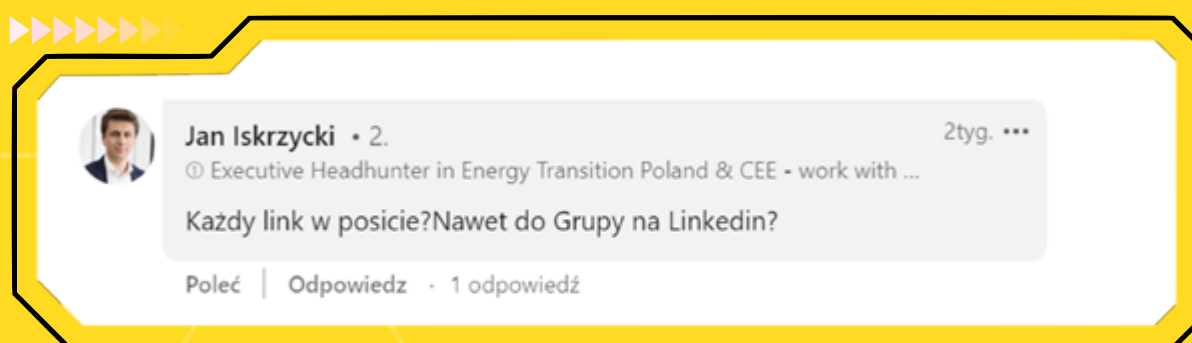 Jan Iskrzycki • 2.
2tyg. •••
① Executive Headhunter in Energy Transition Poland & CEE - work with ...
Każdy link w posicie?Nawet do Grupy na Linkedin?
Poleć | Odpowiedz · 1 odpowiedź